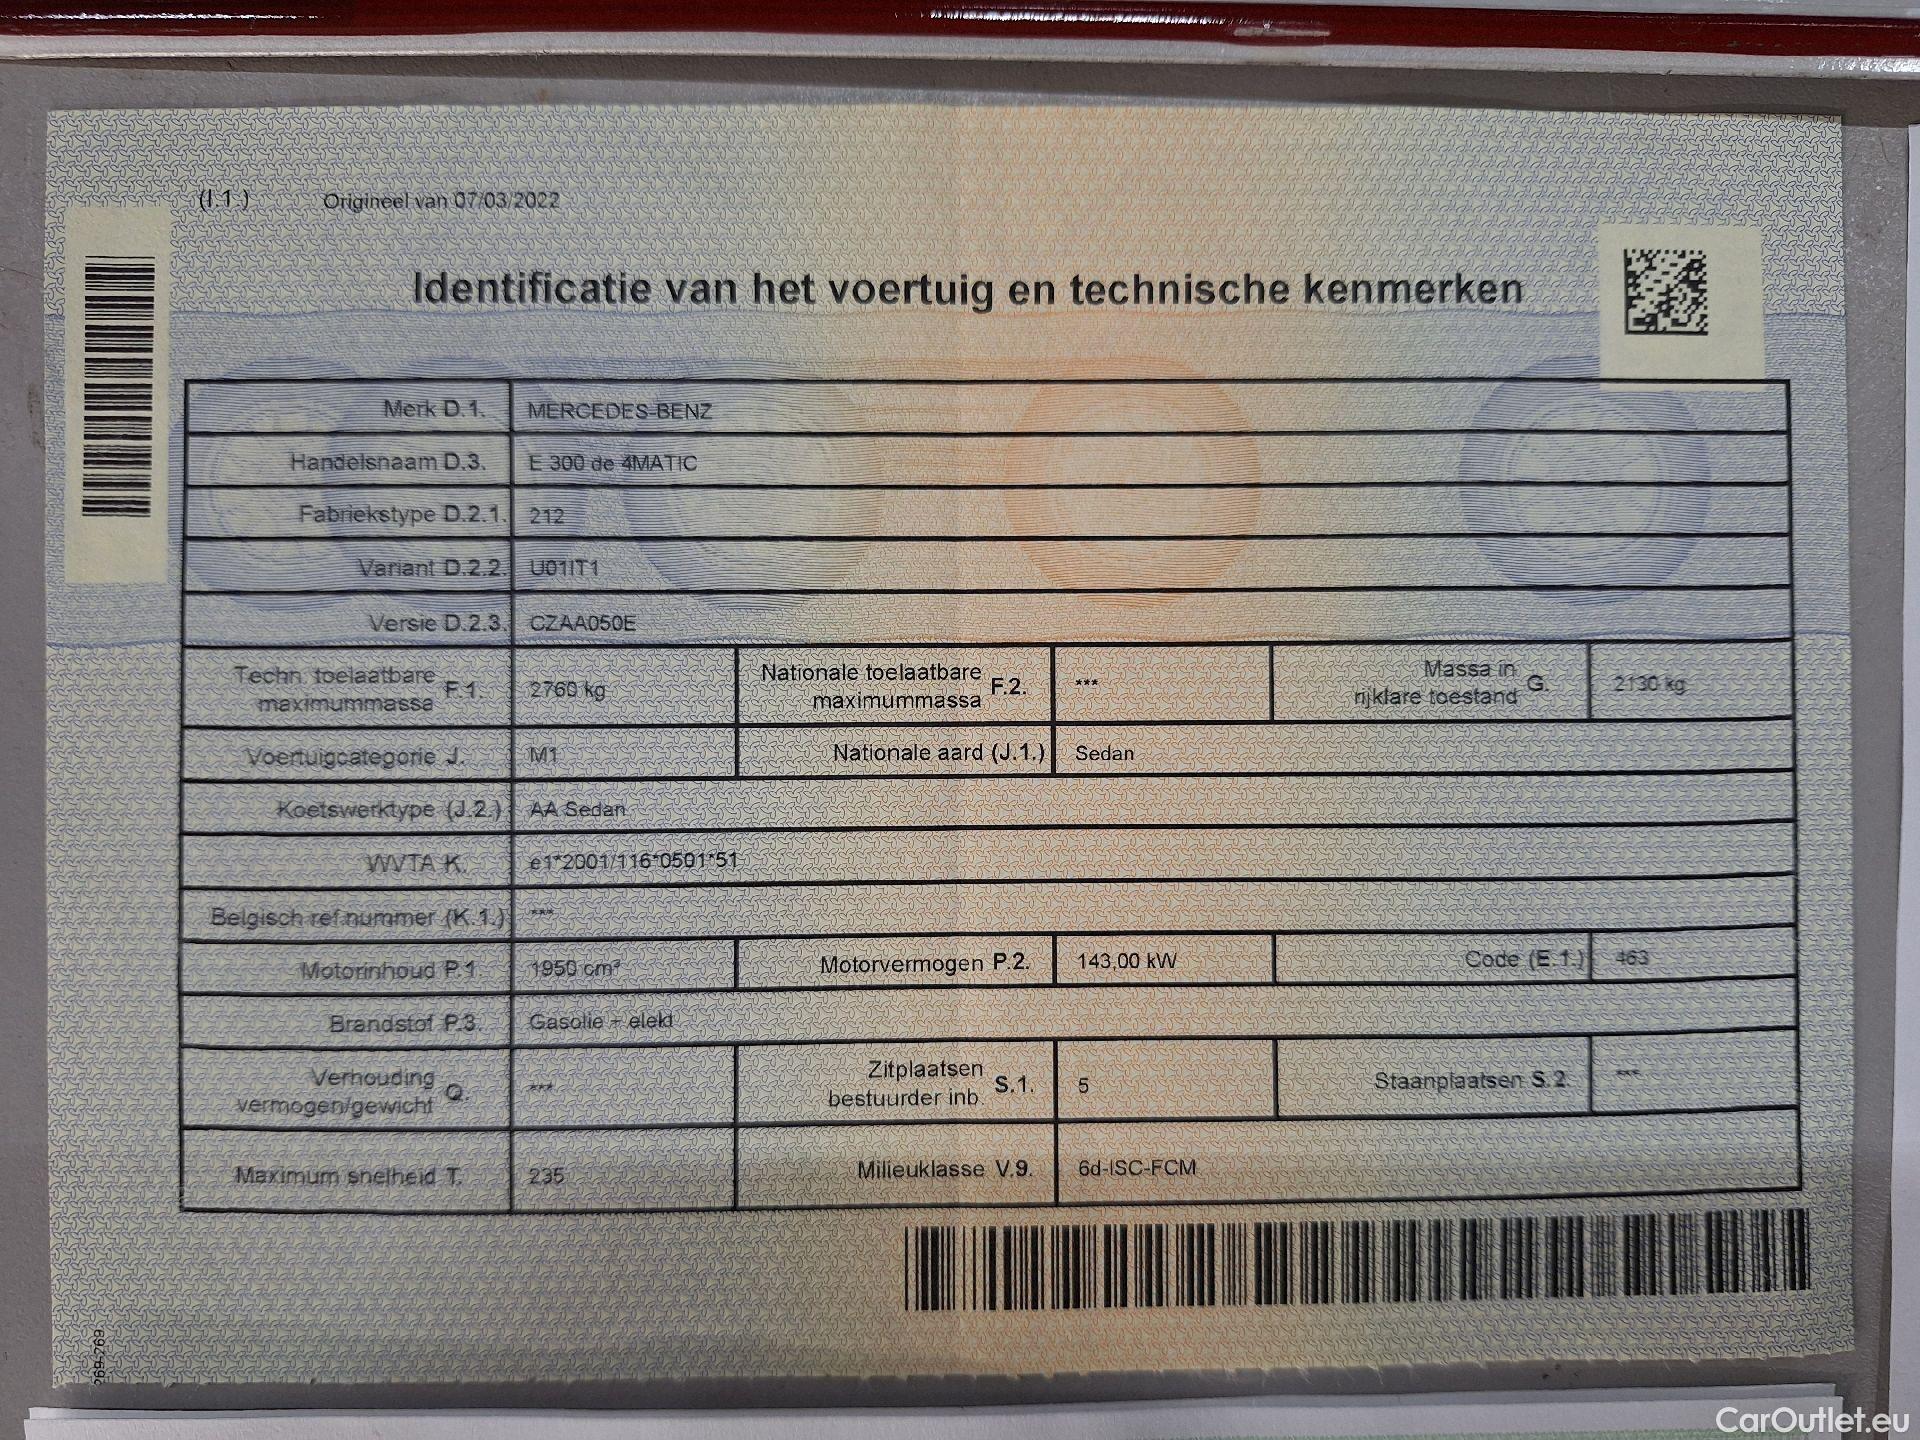 (I.1.) Origineel van 07/03/2022
Identificatie van het voertuig en technische kenmerken
Merk D.1. MERCEDES-BENZ
Handelsnaam D.3. E 300 de 4MATIC
Fabriekstype D.2.1. 212
Variant D.2.2. U01IT1
Versie D.2.3. CZAA050E
Techn. toelaatbare maximummassa F.1. 2760 kg Nationale toelaatbare maximummassa F.2. *** Massa in rijklare toestand G. 2130 kg
Voertuigcategorie J. M1 Nationale aard (J.1.) Sedan
Koetswerktype (J.2.) AA Sedan
WVTA K. e1*2001/116*0501*51
Belgisch ref.nummer (K.1.) ***
Motorinhoud P.1. 1950 cm³ Motorvermogen P.2. 143,00 kW Code (E.1.) 463
Brandstof P.3. Gasolie + elekt
Verhouding vermogen/gewicht Q. *** Zitplaatsen bestuurder inb. S.1. 5 Staanplaatsen S.2. ***
Maximum snelheid T. 235 Milieuklasse V.9. 6d-ISC-FCM
269-269
CarOutlet.eu